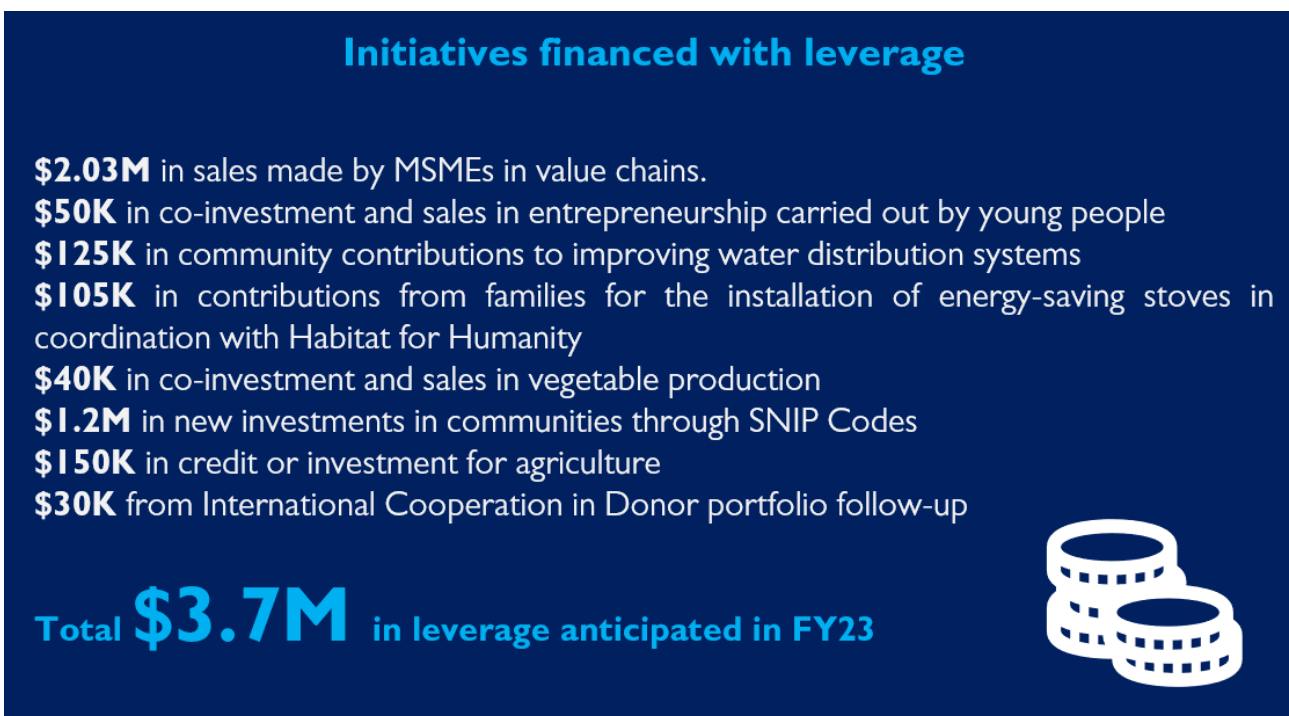 Initiatives financed with leverage
$2.03M in sales made by MSMEs in value chains.
$50K in co-investment and sales in entrepreneurship carried out by young people
$125K in community contributions to improving water distribution systems
$105K in contributions from families for the installation of energy-saving stoves in
coordination with Habitat for Humanity
$40K in co-investment and sales in vegetable production
$1.2M in new investments in communities through SNIP Codes
$150K in credit or investment for agriculture
$30K from International Cooperation in Donor portfolio follow-up
Total $3.7M in leverage anticipated in FY23